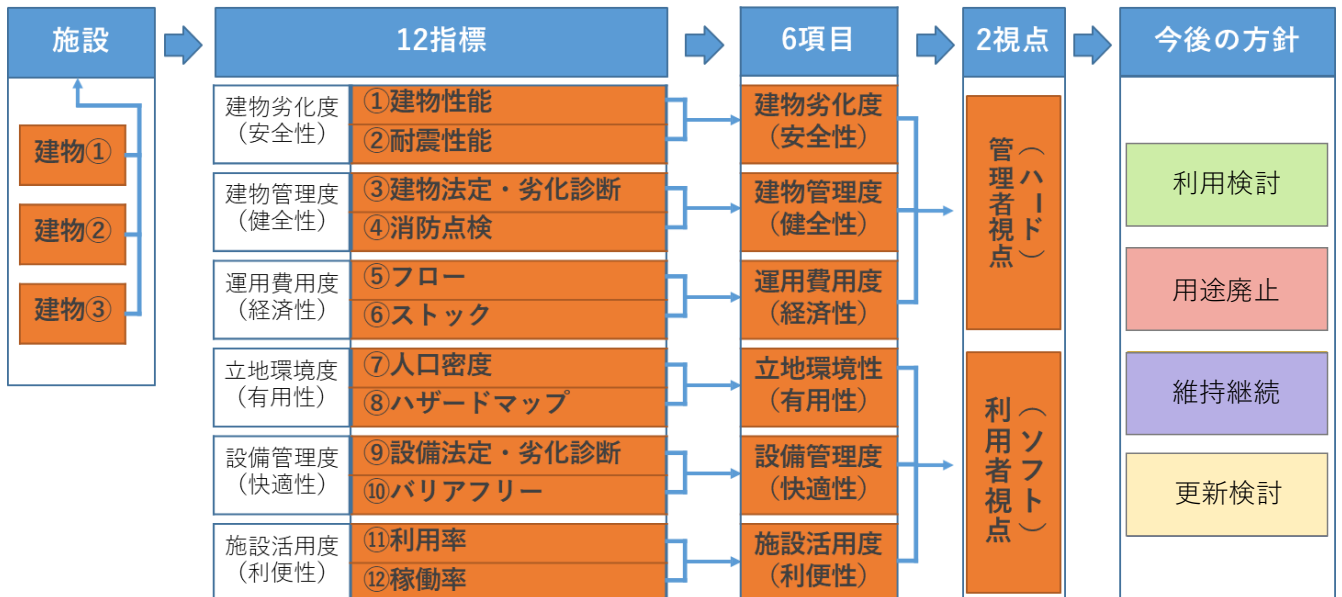 施設
12指標
6項目
2視点
今後の方針
建物①
建物②
建物③
建物劣化度
(安全性)
①建物性能
②耐震性能
建物管理度
(健全性)
③建物法定・劣化診断
④消防点検
運用費用度
(経済性)
⑤フロー
⑥ストック
立地環境度
(有用性)
⑦人口密度
⑧ハザードマップ
設備管理度
(快適性)
⑨設備法定・劣化診断
⑩バリアフリー
施設活用度
(利便性)
⑪利用率
⑫稼働率
建物劣化度
(安全性)
建物管理度
(健全性)
運用費用度
(経済性)
立地環境性
(有用性)
設備管理度
(快適性)
施設活用度
(利便性)
(ハード)
管理者視点
(ソフト)
利用者視点
利用検討
用途廃止
維持継続
更新検討